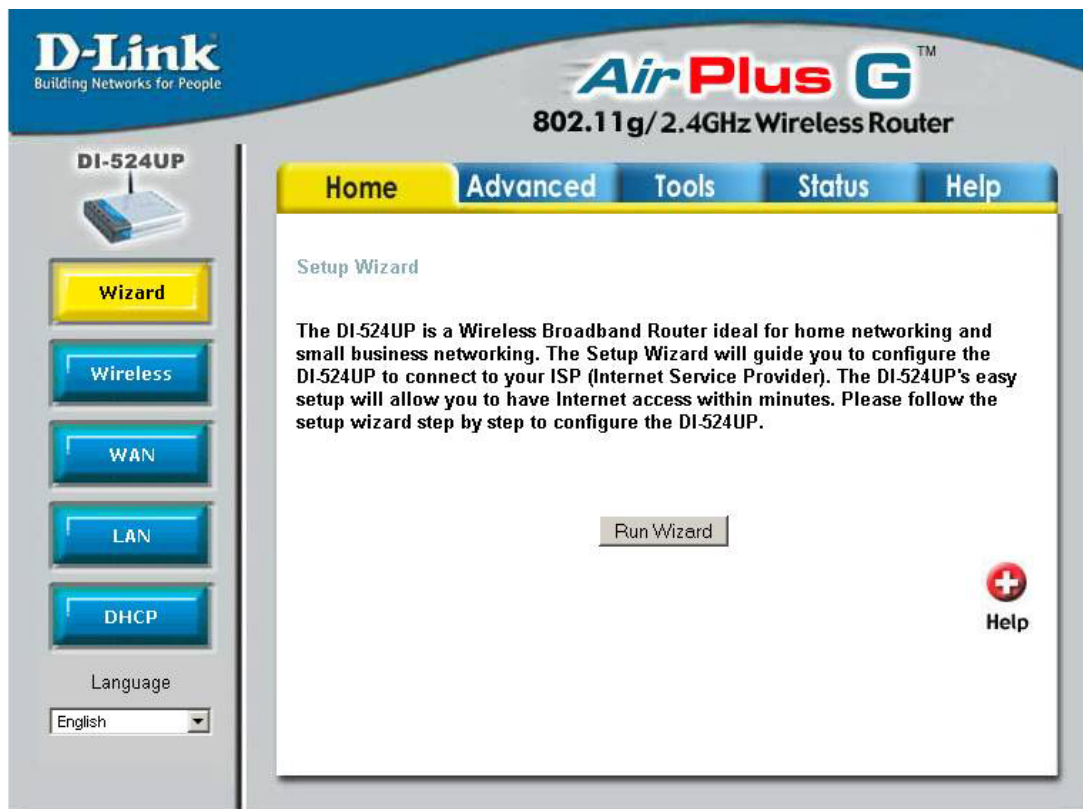 D-Link
Building Networks for People
Air Plus G™
802.11g/2.4GHz Wireless Router
DI-524UP
Home Advanced Tools Status Help
Wizard
Wireless
WAN
LAN
DHCP
Language
English
Setup Wizard
The DI-524UP is a Wireless Broadband Router ideal for home networking and
small business networking. The Setup Wizard will guide you to configure the
DI-524UP to connect to your ISP (Internet Service Provider). The DI-524UP's easy
setup will allow you to have Internet access within minutes. Please follow the
setup wizard step by step to configure the DI-524UP.
Run Wizard
Help